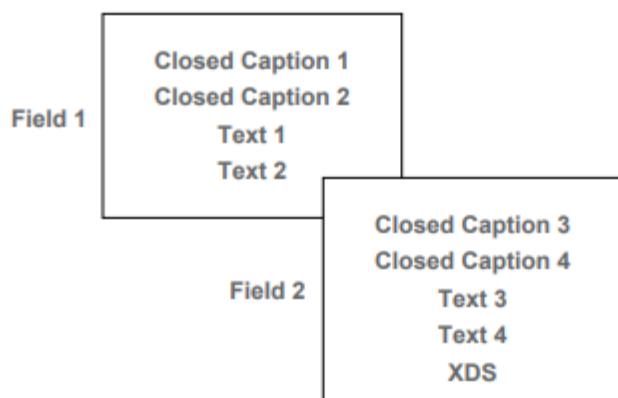 Closed Caption 1
Closed Caption 2
Field 1
Text 1
Text 2
Closed Caption 3
Closed Caption 4
Field 2
Text 3
Text 4
XDS